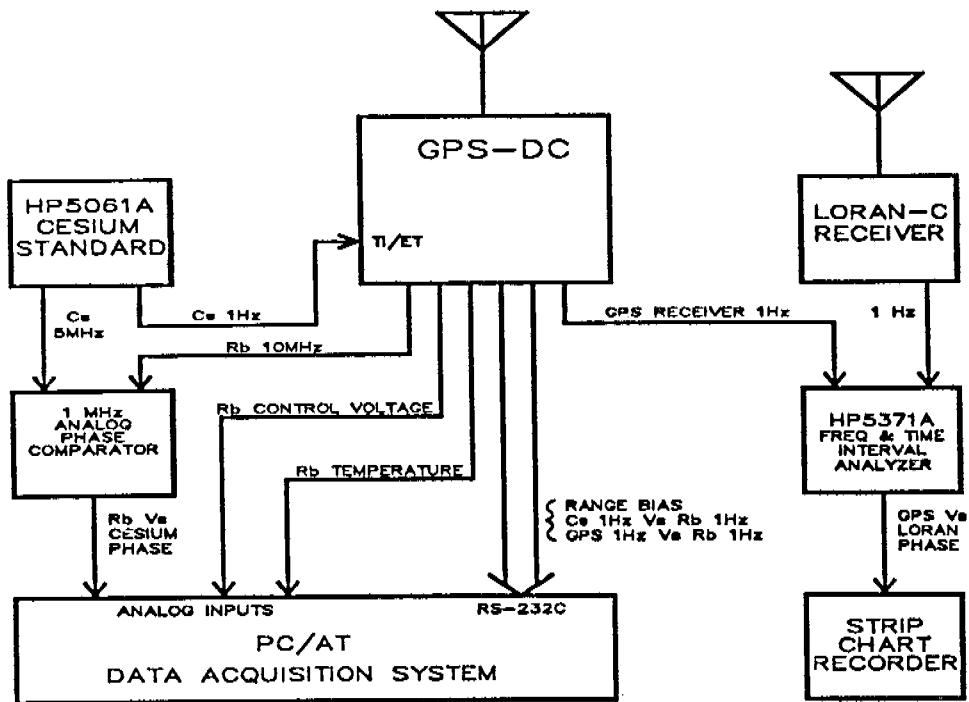 GPS-DC
HP5061A
CESIUM
STANDARD
TI/ET
LORAN-C
RECEIVER
Cs
5MHz
Cs 1Hz
GPS RECEIVER 1Hz
1 Hz
Rb 10MHz
1 MHz
ANALOG
PHASE
COMPARATOR
Rb CONTROL VOLTAGE
HP5371A
FREQ & TIME
INTERVAL
ANALYZER
Rb TEMPERATURE
Rb Vs
CESIUM
PHASE
RANGE BIAS
Cs 1Hz Vs Rb 1Hz
GPS 1Hz Vs Rb 1Hz
GPS Vs
LORAN
PHASE
ANALOG INPUTS
RS-232C
PC/AT
DATA ACQUISITION SYSTEM
STRIP
CHART
RECORDER